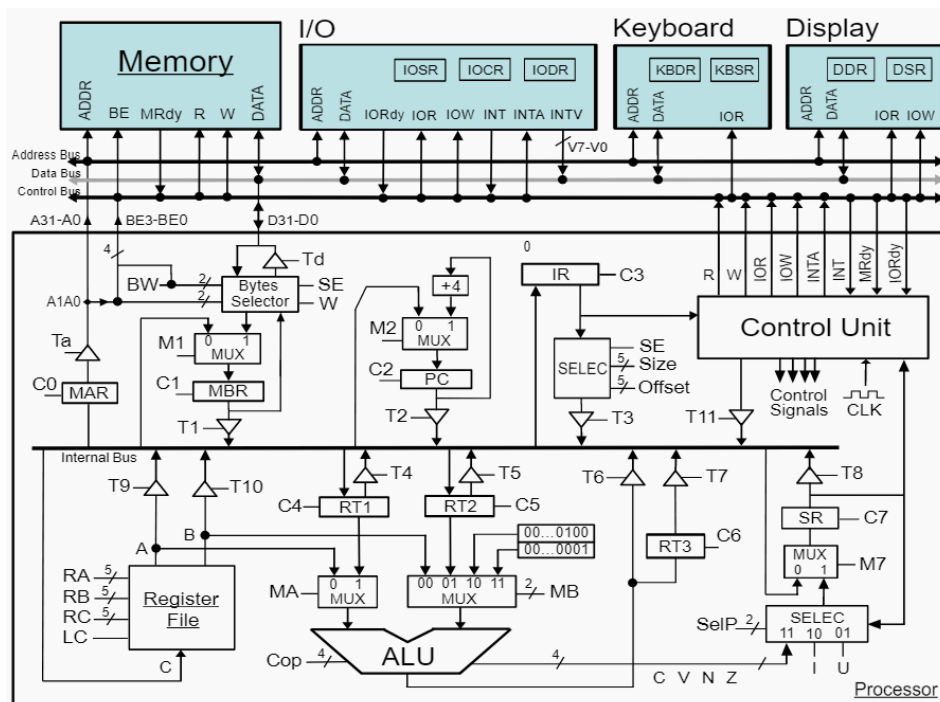 I/O Keyboard Display
Memory
IOSR IOCR IODR KBDR KBSR DDR DSR
ADDR BE MRdy R W DATA
ADDR DATA IORdy IOR IOW INT INTA INTV
ADDR DATA IOR
ADDR DATA IOR IOW
V7-V0
Address Bus
Data Bus
Control Bus
A31-A0 BE3-BE0 D31-D0
0
4 Td
IR C3
R W IOR IOW INTA INT MRdy IORdy
BW 2 Bytes Selector SE
+4
A1A0 2 W
Control Unit
Ta M1 0 1 MUX
M2 0 1 MUX
SELEC SE
5 Size
5 Offset
C0 MAR C1 MBR
C2 PC
Control Signals CLK
T1 T2 T3 T11
Internal Bus
T9 T10 T4 T5 T6 T7 T8
C4 RT1 RT2 C5
SR C7
A B
00...0100
00...0001
RT3 C6
MUX 0 1 M7
RA 5
RB 5
RC 5
LC
Register File
MA 0 1 MUX
00 01 10 11 MUX 2 MB
SelP 2 SELEC
11 10 01
C
Cop 4 ALU 4
C V N Z I U
Processor